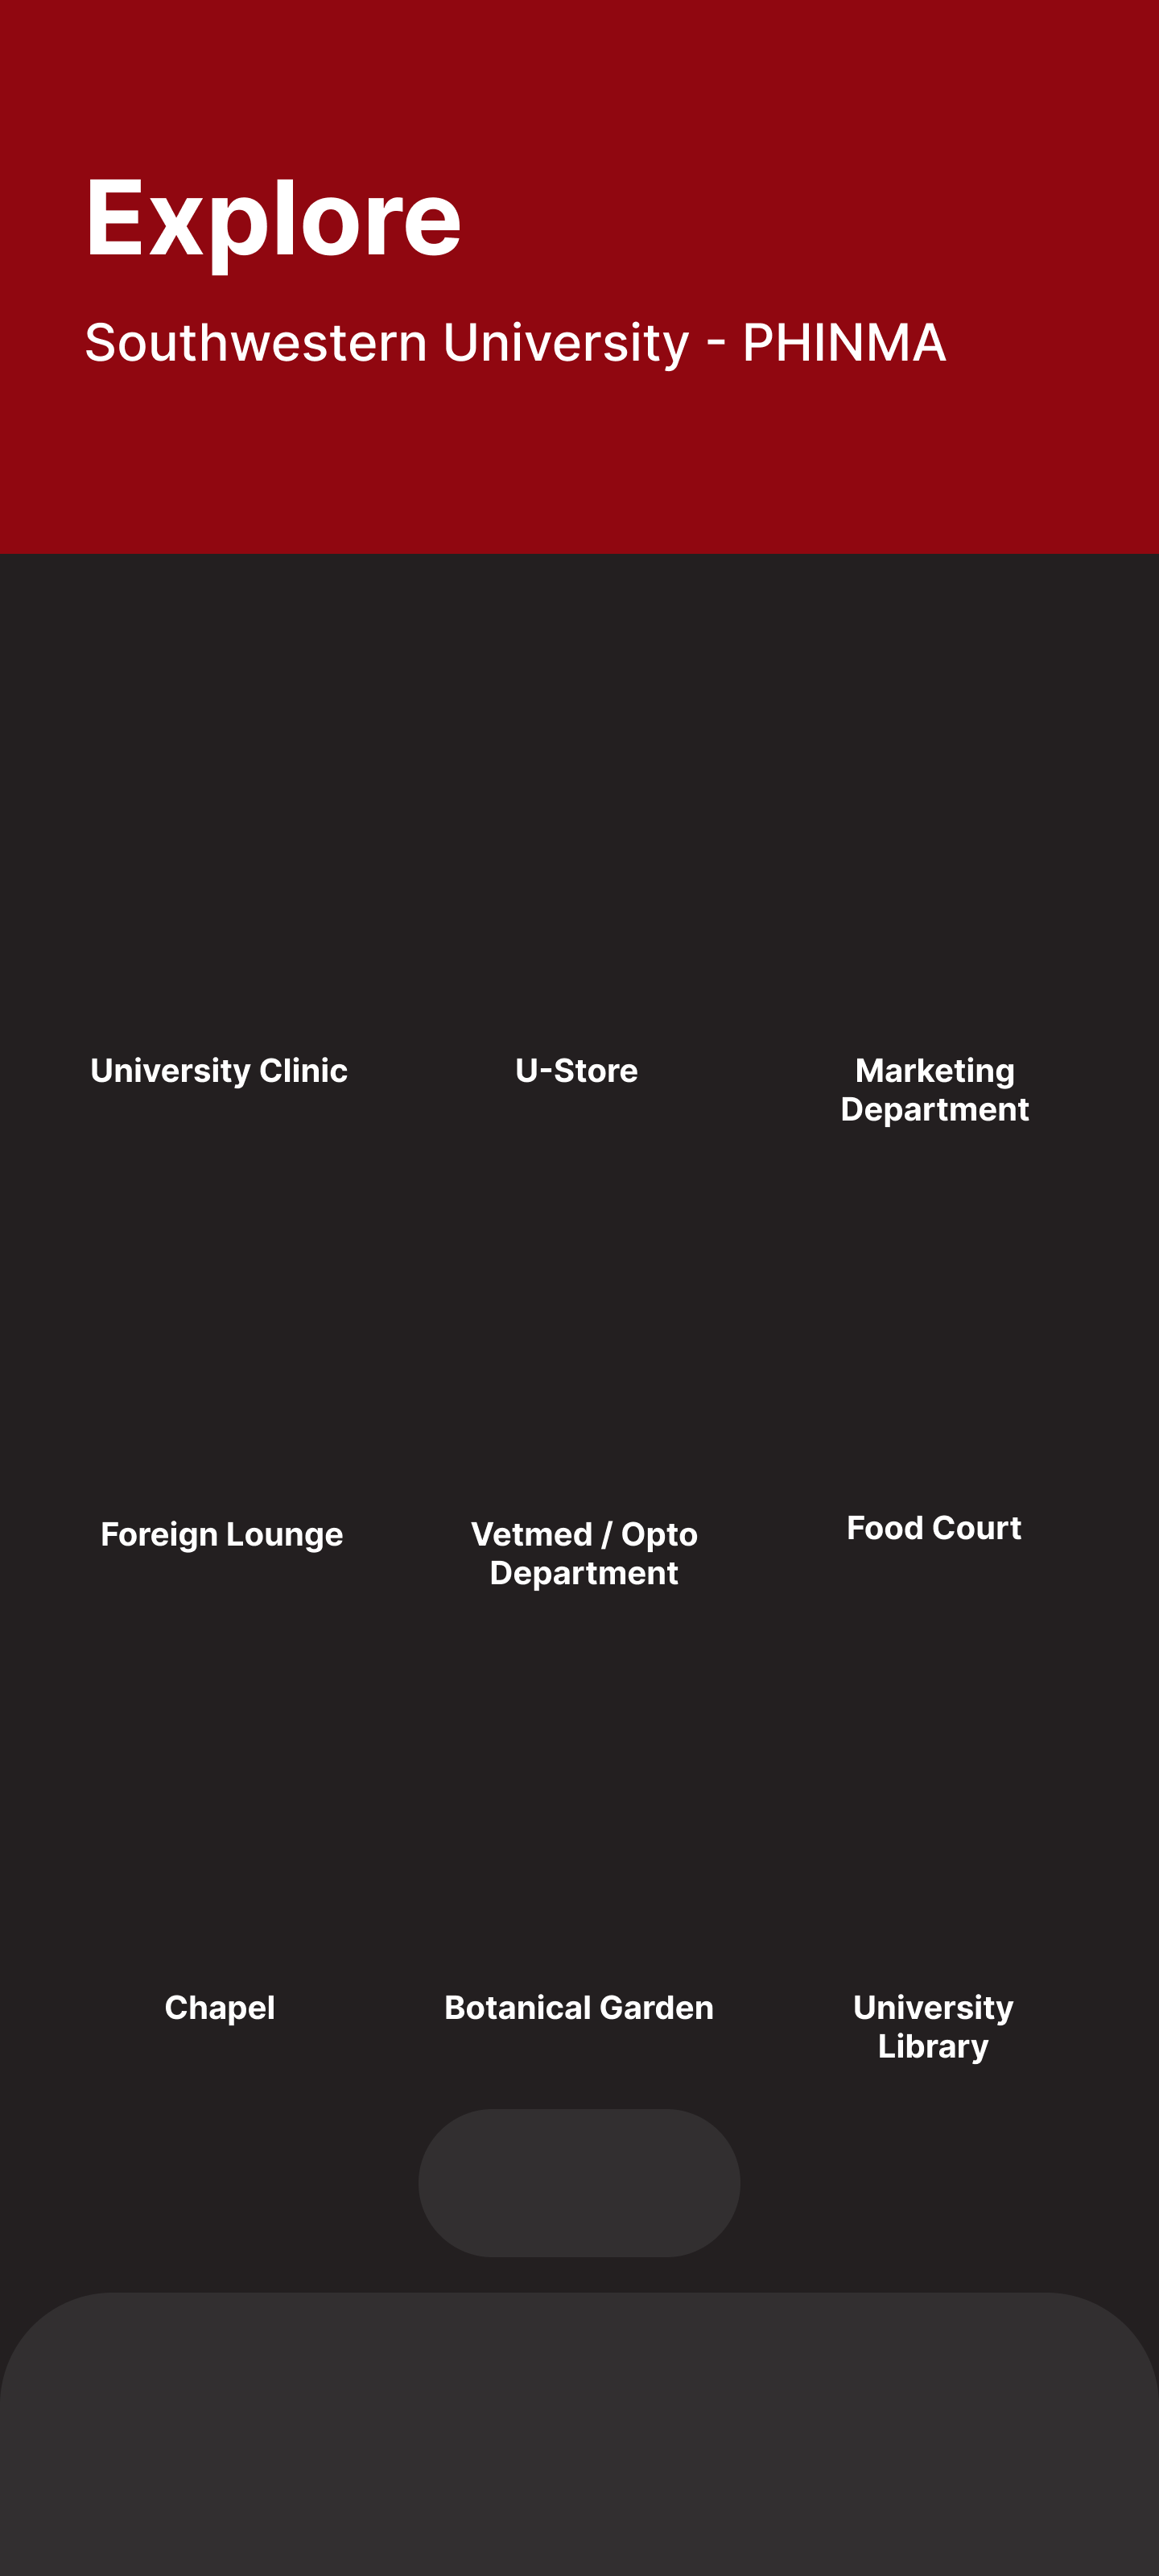 Explore
Southwestern University - PHINMA
University Clinic
U-Store
Marketing
Department
Foreign Lounge
Vetmed / Opto
Department
Food Court
Chapel
Botanical Garden
University
Library